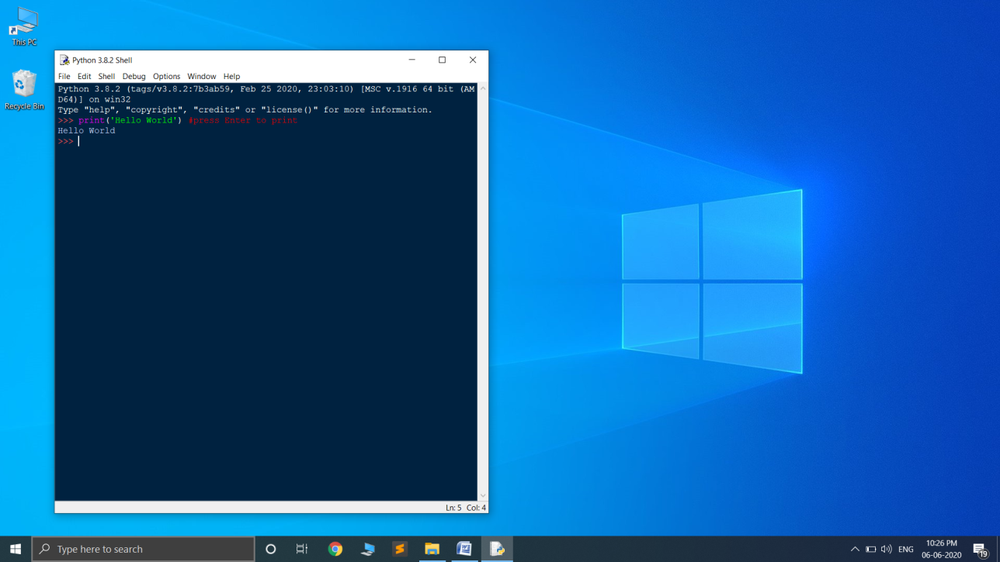 This PC
Recycle Bin
Python 3.8.2 Shell
File Edit Shell Debug Options Window Help
Python 3.8.2 (tags/v3.8.2:7b3ab59, Feb 25 2020, 23:03:10) [MSC v.1916 64 bit (AM
D64)] on win32
Type "help", "copyright", "credits" or "license()" for more information.
>>> print('Hello World') #press Enter to print
Hello World
>>>
Ln: 5 Col: 4
Type here to search
ENG
10:26 PM
06-06-2020
19